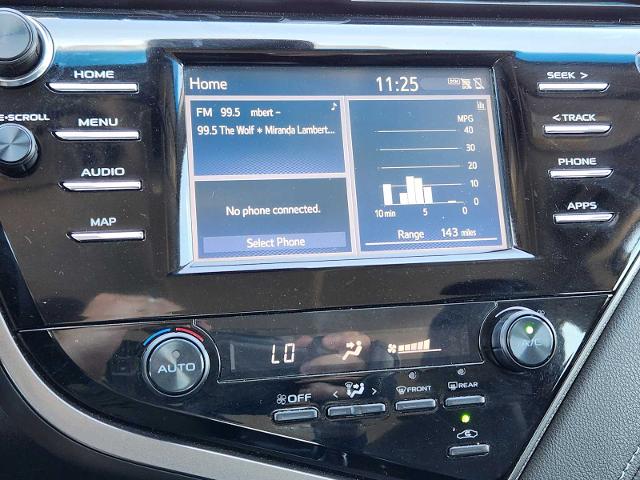 HOME
MENU
AUDIO
MAP
E-SCROLL
Home 11:25
FM 99.5 mbert -
99.5 The Wolf * Miranda Lambert...
No phone connected.
Select Phone
MPG
40
30
20
10
0
10 min 5 0
Range 143 miles
SEEK >
< TRACK
PHONE
APPS
AUTO
LO
A/C
OFF
< >
FRONT
REAR